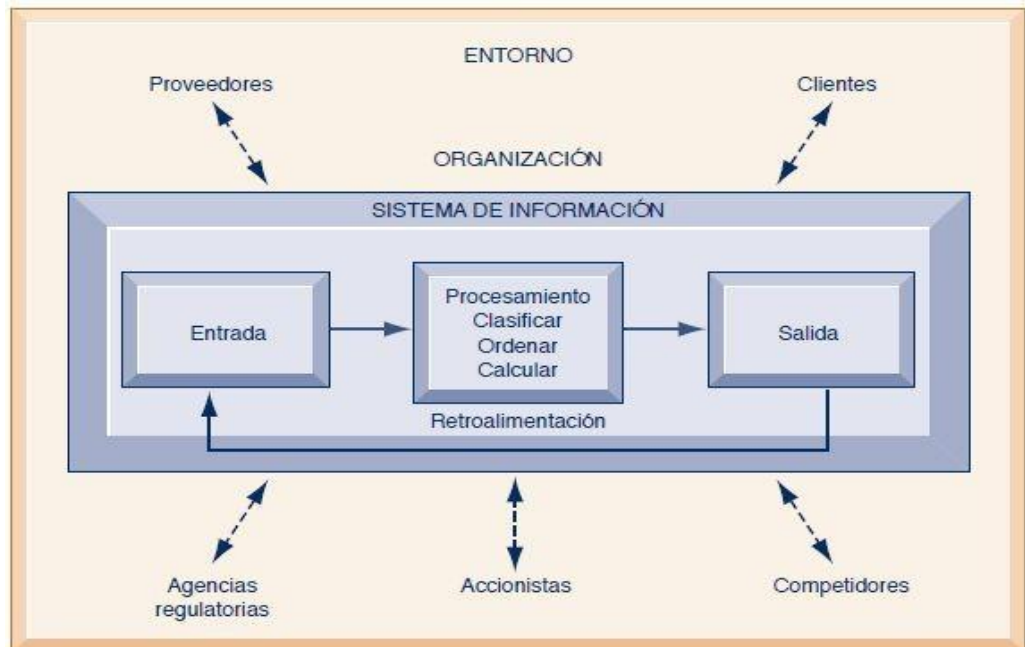 ENTORNO
Proveedores
Clientes
ORGANIZACIÓN
SISTEMA DE INFORMACIÓN
Entrada
Procesamiento
Clasificar
Ordenar
Calcular
Salida
Retroalimentación
Agencias
regulatorias
Accionistas
Competidores